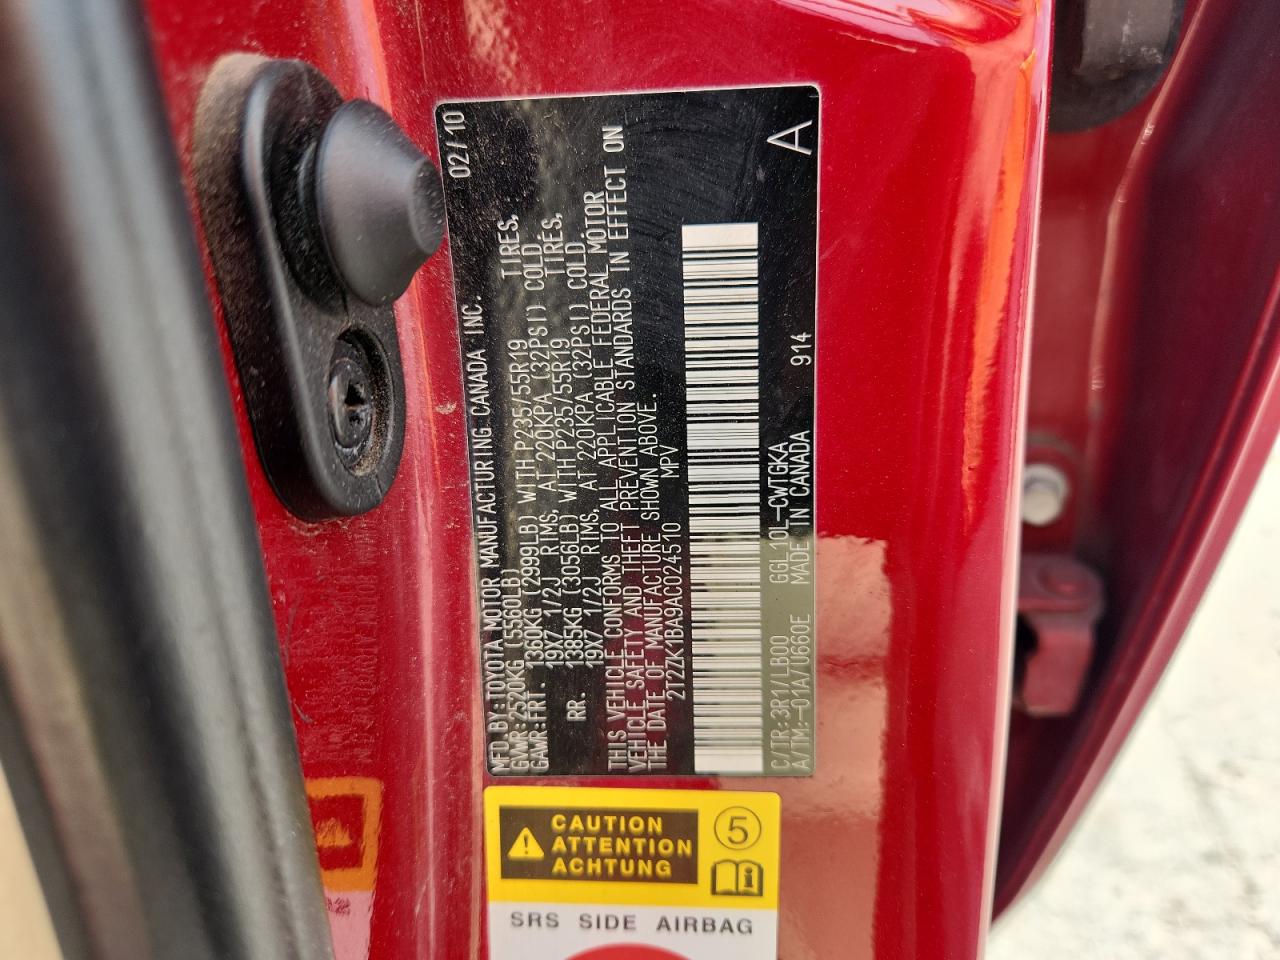 02/10
MFD BY:TOYOTA MOTOR MANUFACTURING CANADA INC.
GVWR:2520KG (5560LB)
GAWR:FRT. 1360KG (2999LB) WITH P235/55R19 TIRES,
19X7 1/2J RIMS, AT 220KPA (32PSI) COLD.
RR. 1385KG (3056LB) WITH P235/55R19 TIRES,
19X7 1/2J RIMS, AT 220KPA (32PSI) COLD.
THIS VEHICLE CONFORMS TO ALL APPLICABLE FEDERAL MOTOR
VEHICLE SAFETY AND THEFT PREVENTION STANDARDS IN EFFECT ON
THE DATE OF MANUFACTURE SHOWN ABOVE.
2T2ZK1BA9AC024510 MPV
C/TR:3R1/LB00 GGL10L-CWTGKA
A/TM:-01A/U660E MADE IN CANADA 914 A
CAUTION
ATTENTION
ACHTUNG
5
SRS SIDE AIRBAG